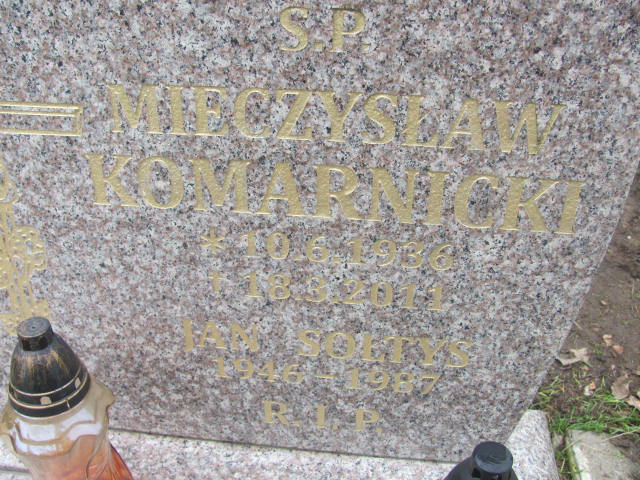 S.P.
MIECZYSŁAW
KOMARNICKI
* 10.6.1936
† 18.3.2011
JAN SOŁTYS
1946 - 1987
R.I.P.